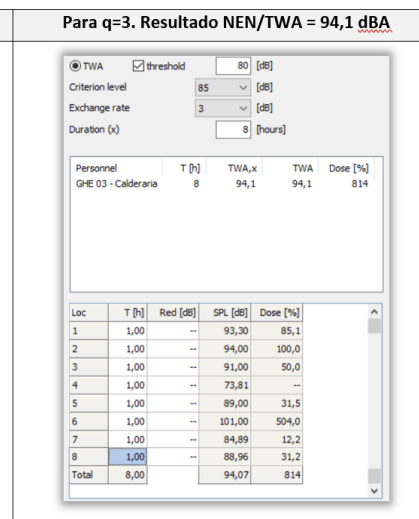 Para q=3. Resultado NEN/TWA = 94,1 dBA
TWA threshold 80 [dB]
Criterion level 85 [dB]
Exchange rate 3 [dB]
Duration (x) 8 [hours]
Personnel T [h] TWA,x TWA Dose [%]
GHE 03 - Calderaria 8 94,1 94,1 814
Loc T [h] Red [dB] SPL [dB] Dose [%]
1 1,00 -- 93,30 85,1
2 1,00 -- 94,00 100,0
3 1,00 -- 91,00 50,0
4 1,00 -- 73,81 --
5 1,00 -- 89,00 31,5
6 1,00 -- 101,00 504,0
7 1,00 -- 84,89 12,2
8 1,00 -- 88,96 31,2
Total 8,00 94,07 814